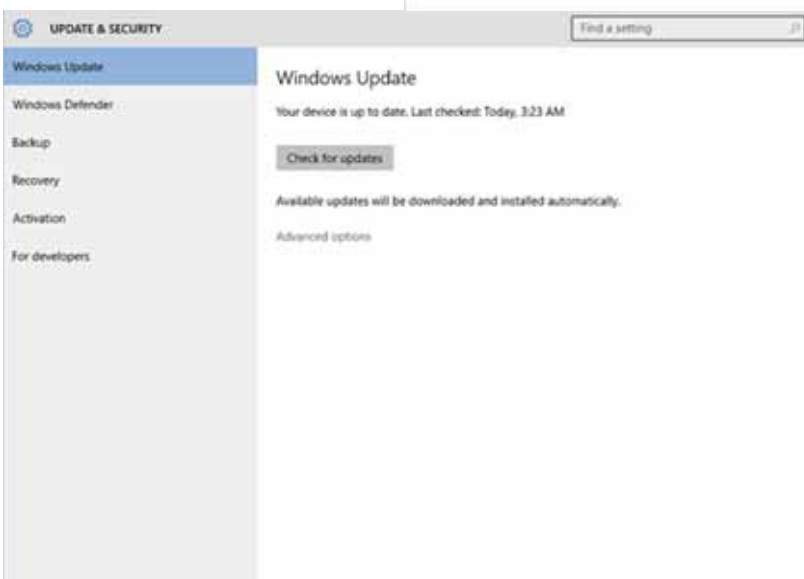 UPDATE & SECURITY
Find a setting
Windows Update
Windows Defender
Backup
Recovery
Activation
For developers
Windows Update
Your device is up to date. Last checked: Today, 3:23 AM
Check for updates
Available updates will be downloaded and installed automatically.
Advanced options